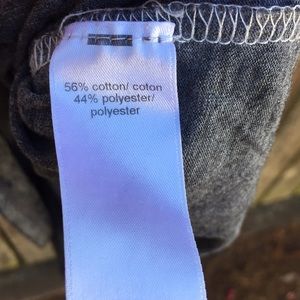 56% cotton/ coton
44% polyester/
polyester